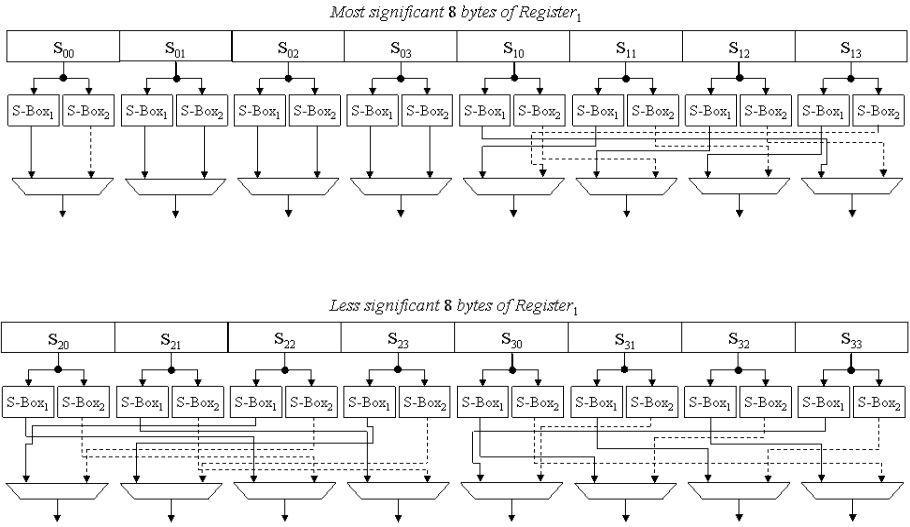 Most significant 8 bytes of Register1
S00 S01 S02 S03 S10 S11 S12 S13
S-Box1 S-Box2 S-Box1 S-Box2 S-Box1 S-Box2 S-Box1 S-Box2 S-Box1 S-Box2 S-Box1 S-Box2 S-Box1 S-Box2 S-Box1 S-Box2
Less significant 8 bytes of Register1
S20 S21 S22 S23 S30 S31 S32 S33
S-Box1 S-Box2 S-Box1 S-Box2 S-Box1 S-Box2 S-Box1 S-Box2 S-Box1 S-Box2 S-Box1 S-Box2 S-Box1 S-Box2 S-Box1 S-Box2